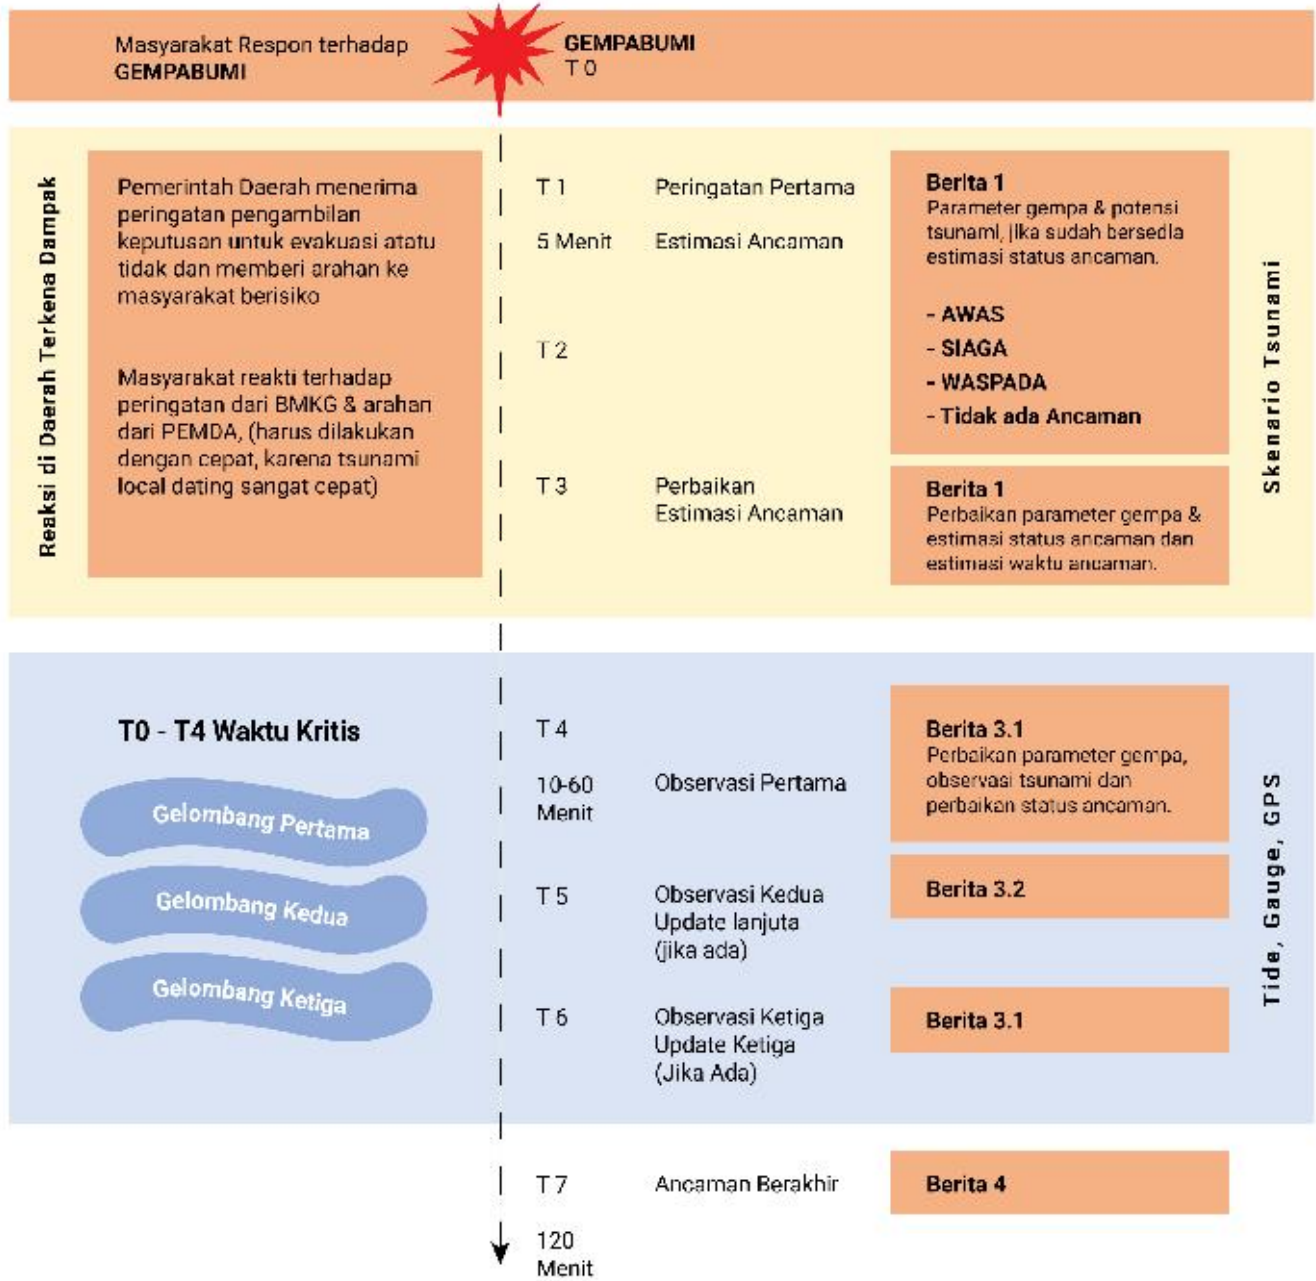 Masyarakat Respon terhadap
GEMPABUMI
GEMPABUMI
T 0
Reaksi di Daerah Terkena Dampak
Pemerintah Daerah menerima
peringatan pengambilan
keputusan untuk evakuasi atatu
tidak dan memberi arahan ke
masyarakat berisiko
Masyarakat reakti terhadap
peringatan dari BMKG & arahan
dari PEMDA, (harus dilakukan
dengan cepat, karena tsunami
local dating sangat cepat)
T 1
Peringatan Pertama
5 Menit
Estimasi Ancaman
T 2
T 3
Perbaikan
Estimasi Ancaman
Berita 1
Parameter gempa & potensi
tsunami, jika sudah bersedia
estimasi status ancaman.
- AWAS
- SIAGA
- WASPADA
- Tidak ada Ancaman
Berita 1
Perbaikan parameter gempa &
estimasi status ancaman dan
estimasi waktu ancaman.
Skenario Tsunami
T0 - T4 Waktu Kritis
Gelombang Pertama
Gelombang Kedua
Gelombang Ketiga
T 4
10-60
Menit
Observasi Pertama
T 5
Observasi Kedua
Update lanjuta
(jika ada)
T 6
Observasi Ketiga
Update Ketiga
(Jika Ada)
Berita 3.1
Perbaikan parameter gempa,
observasi tsunami dan
perbaikan status ancaman.
Berita 3.2
Berita 3.1
Tide, Gauge, GPS
T 7
Ancaman Berakhir
Berita 4
120
Menit